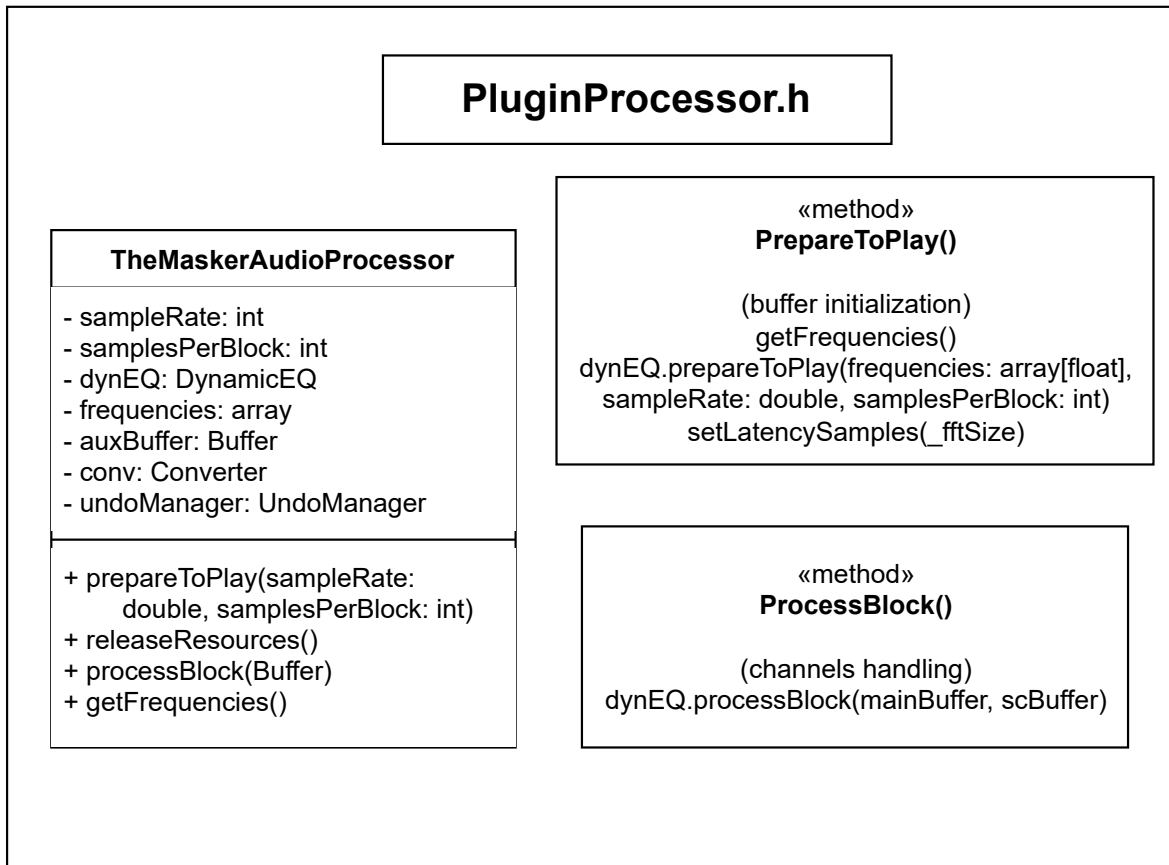 PluginProcessor.h
TheMaskerAudioProcessor
- sampleRate: int
- samplesPerBlock: int
- dynEQ: DynamicEQ
- frequencies: array
- auxBuffer: Buffer
- conv: Converter
- undoManager: UndoManager
+ prepareToPlay(sampleRate:
double, samplesPerBlock: int)
+ releaseResources()
+ processBlock(Buffer)
+ getFrequencies()
«method»
PrepareToPlay()
(buffer initialization)
getFrequencies()
dynEQ.prepareToPlay(frequencies: array[float],
sampleRate: double, samplesPerBlock: int)
setLatencySamples(_fftSize)
«method»
ProcessBlock()
(channels handling)
dynEQ.processBlock(mainBuffer, scBuffer)